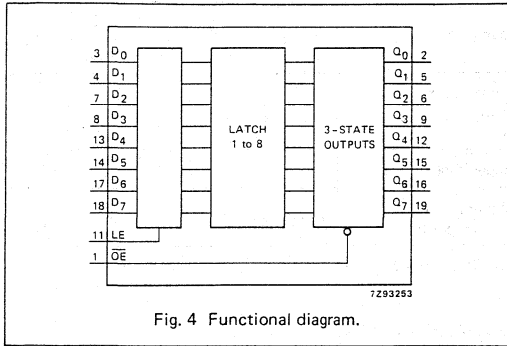 3 D0 Q0 2
4 D1 Q1 5
7 D2 Q2 6
8 D3 Q3 9
13 D4 LATCH 3-STATE Q4 12
1 to 8 OUTPUTS
14 D5 Q5 15
17 D6 Q6 16
18 D7 Q7 19
11 LE
1 O̅E̅
7Z93253
Fig. 4 Functional diagram.